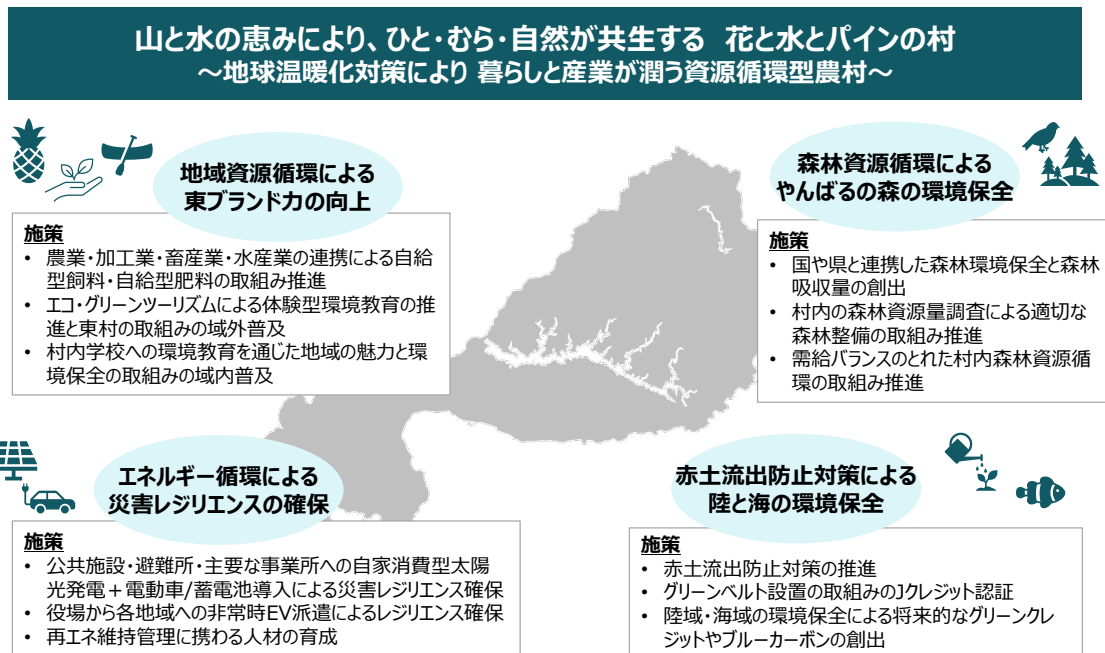 山と水の恵みにより、ひと・むら・自然が共生する 花と水とパインの村
～地球温暖化対策により 暮らしと産業が潤う資源循環型農村～
地域資源循環による
東ブランド力の向上
施策
• 農業・加工業・畜産業・水産業の連携による自給
型飼料・自給型肥料の取組み推進
• エコ・グリーンツーリズムによる体験型環境教育の推
進と東村の取組みの域外普及
• 村内学校への環境教育を通じた地域の魅力と環
境保全の取組みの域内普及
森林資源循環による
やんばるの森の環境保全
施策
• 国や県と連携した森林環境保全と森林
吸収量の創出
• 村内の森林資源量調査による適切な
森林整備の取組み推進
• 需給バランスのとれた村内森林資源循
環の取組み推進
エネルギー循環による
災害レジリエンスの確保
施策
• 公共施設・避難所・主要な事業所への自家消費型太陽
光発電＋電動車/蓄電池導入による災害レジリエンス確保
• 役場から各地域への非常時EV派遣によるレジリエンス確保
• 再エネ維持管理に携わる人材の育成
赤土流出防止対策による
陸と海の環境保全
施策
• 赤土流出防止対策の推進
• グリーンベルト設置の取組みのJクレジット認証
• 陸域・海域の環境保全による将来的なグリーンクレ
ジットやブルーカーボンの創出